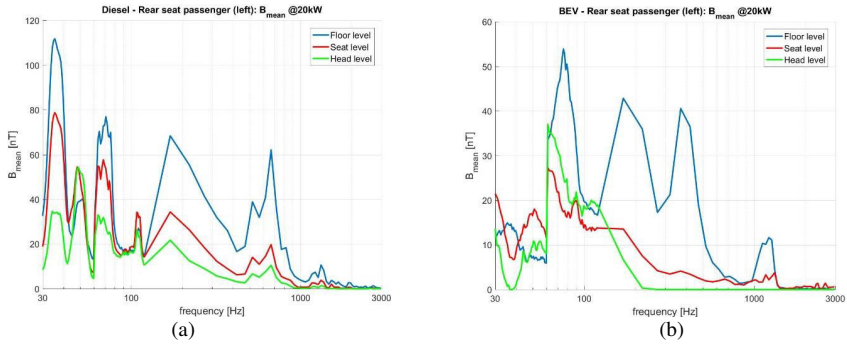 Diesel - Rear seat passenger (left): B_mean @20kW
Floor level
Seat level
Head level
B_mean [nT]
120
100
80
60
40
20
0
30
100
1000
3000
frequency [Hz]
(a)
BEV - Rear seat passenger (left): B_mean @20kW
Floor level
Seat level
Head level
B_mean [nT]
60
50
40
30
20
10
0
30
100
1000
3000
frequency [Hz]
(b)